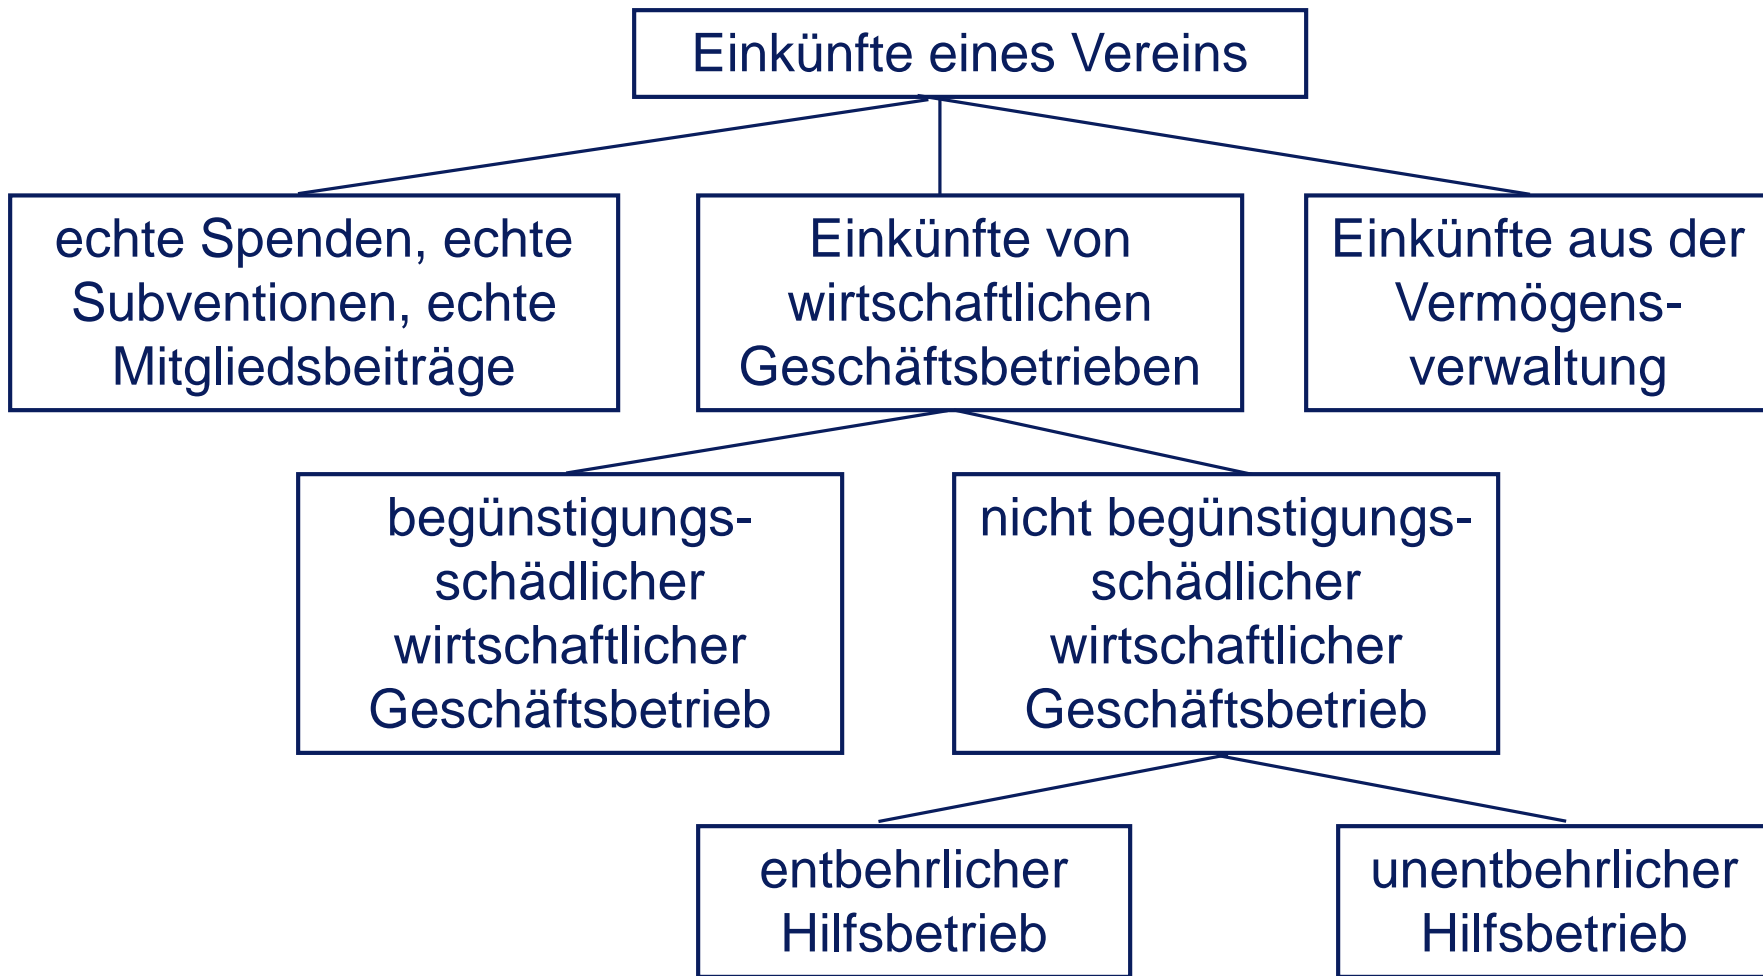 Einkünfte eines Vereins
echte Spenden, echte
Subventionen, echte
Mitgliedsbeiträge
Einkünfte von
wirtschaftlichen
Geschäftsbetrieben
Einkünfte aus der
Vermögens-
verwaltung
begünstigungs-
schädlicher
wirtschaftlicher
Geschäftsbetrieb
nicht begünstigungs-
schädlicher
wirtschaftlicher
Geschäftsbetrieb
entbehrlicher
Hilfsbetrieb
unentbehrlicher
Hilfsbetrieb